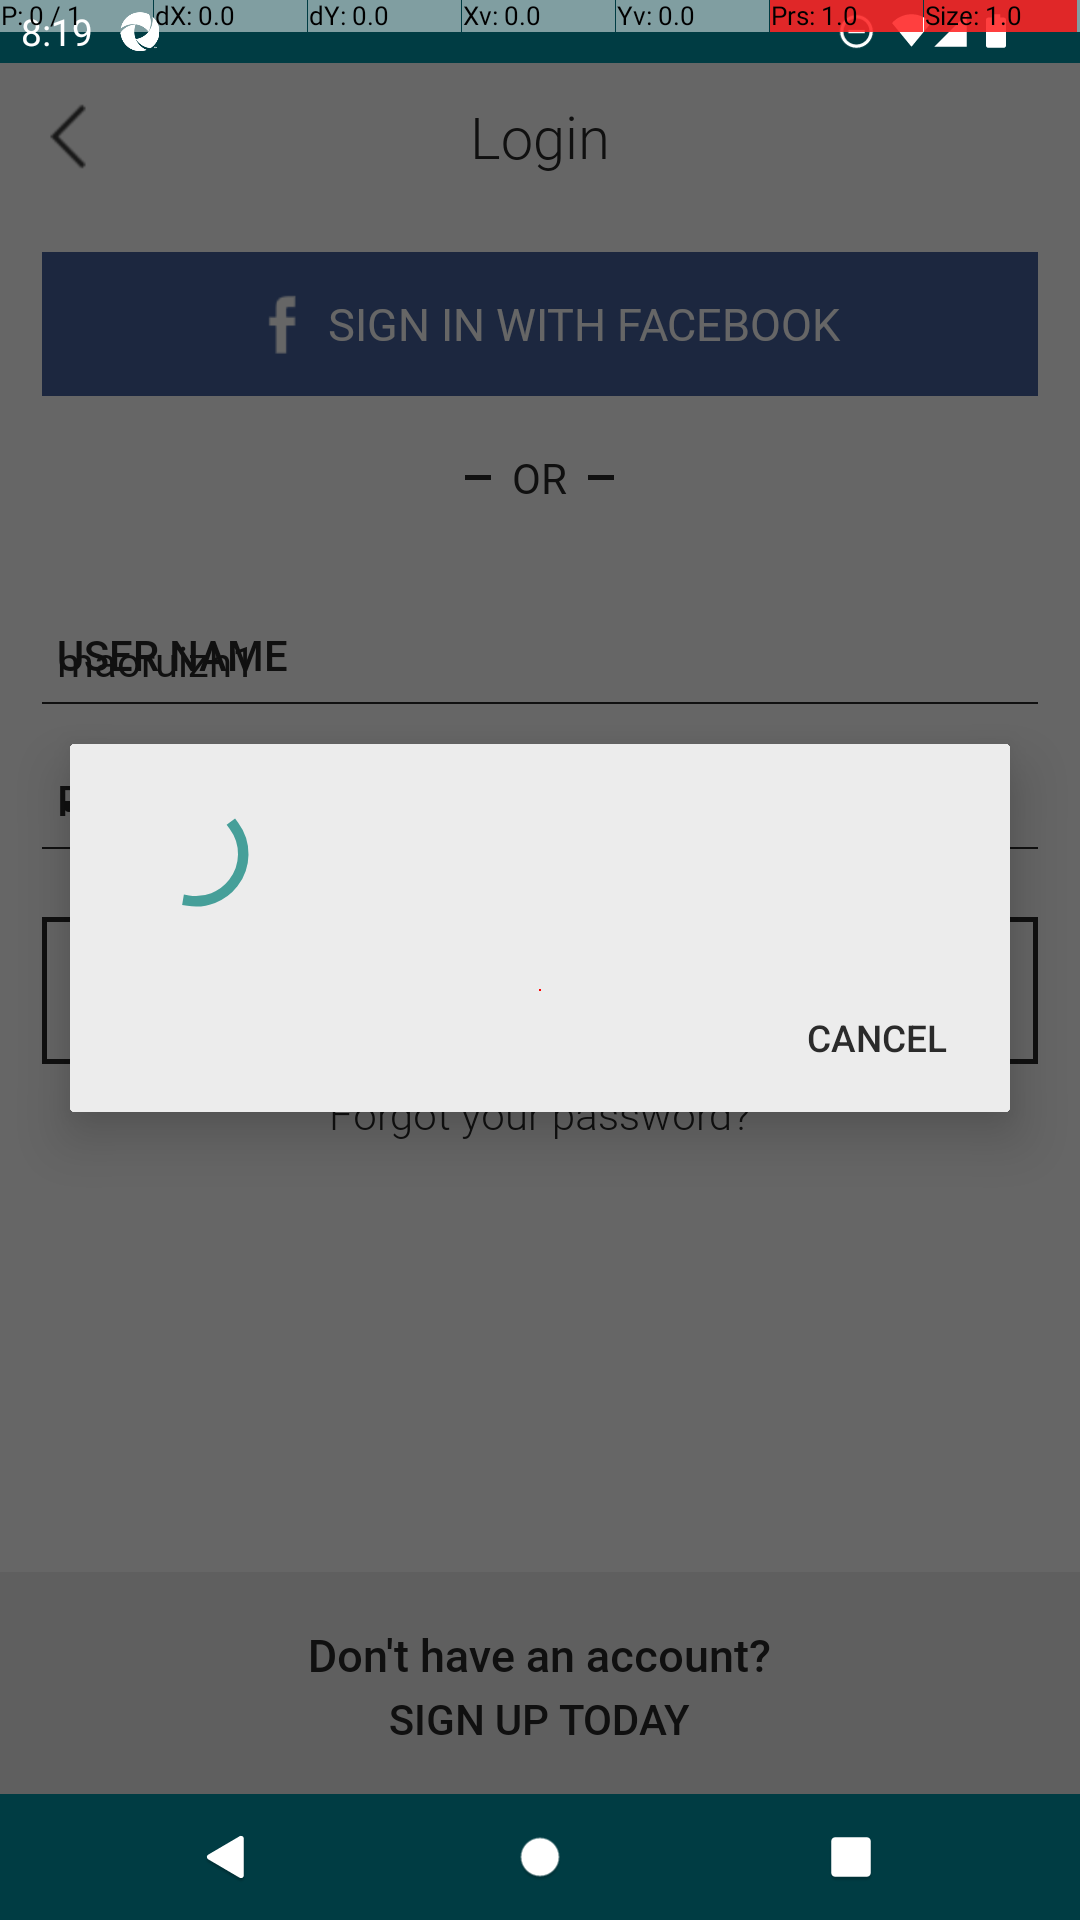 P: 0 / 1 dX: 0.0 dY: 0.0 Xv: 0.0 Yv: 0.0 Prs: 1.0 Size: 1.0
8:19
Login
SIGN IN WITH FACEBOOK
– OR –
USER NAME
maoruizh1
CANCEL
Forgot your password?
Don't have an account?
SIGN UP TODAY